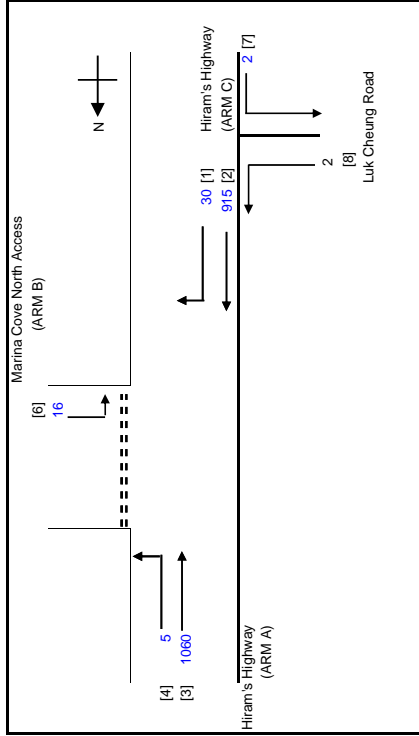 Marina Cove North Access
(ARM B)
N
[6]
16
Hiram's Highway
(ARM C)
30 [1]
915 [2]
2 [7]
2
[8]
Luk Cheung Road
[4] 5
[3] 1060
Hiram's Highway
(ARM A)